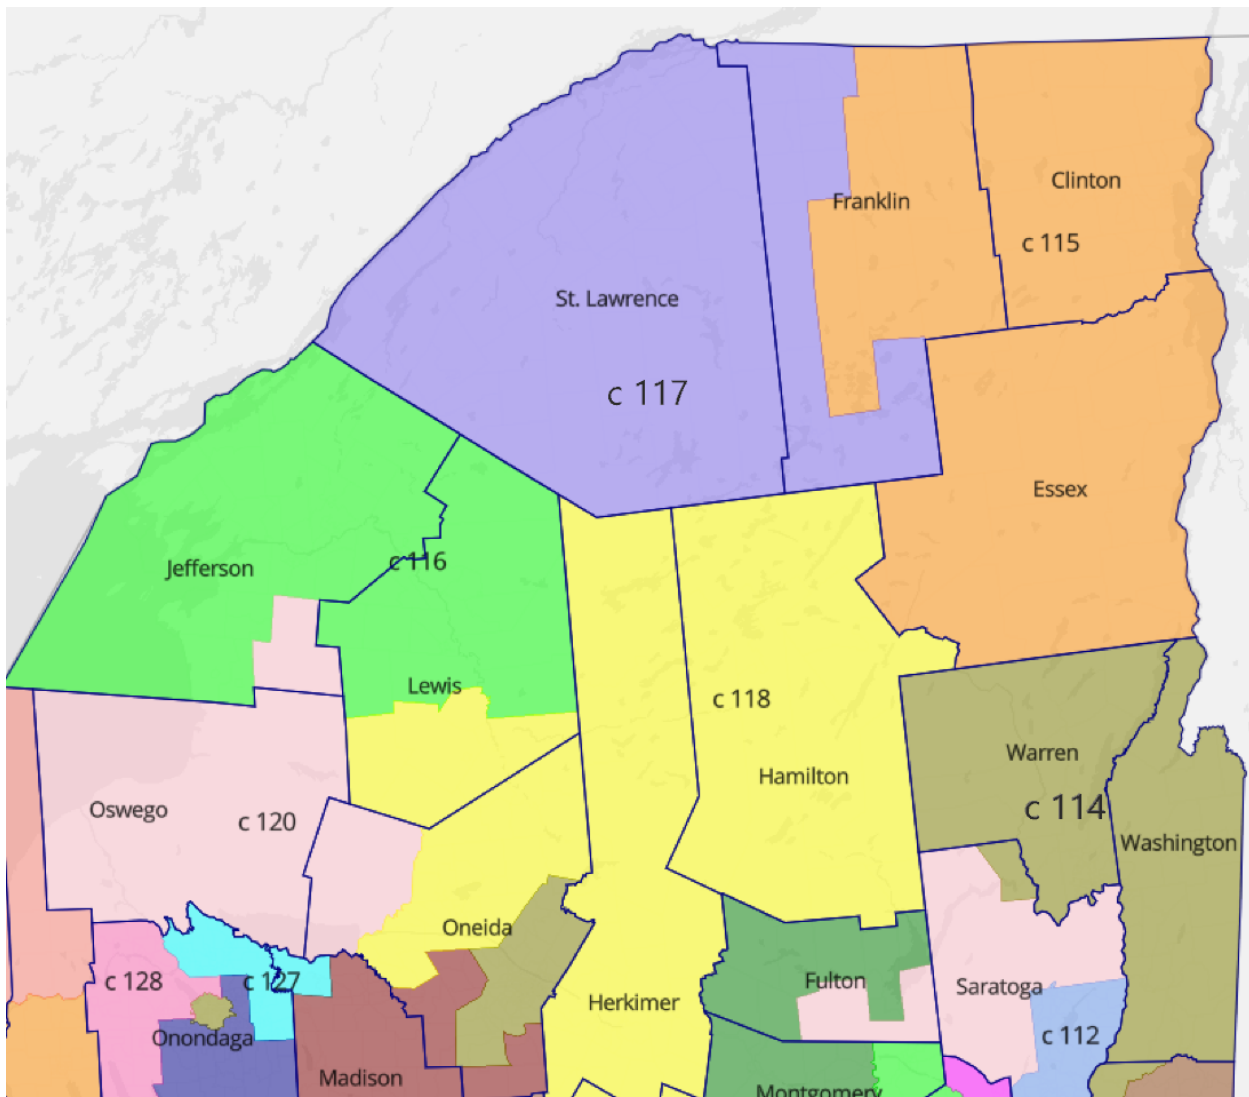 Clinton
Franklin
c 115
St. Lawrence
c 117
Essex
c 116
Jefferson
Lewis
c 118
Warren
Hamilton
c 114
Oswego
c 120
Washington
Oneida
c 128
c 127
Fulton
Saratoga
Herkimer
c 112
Onondaga
Madison
Montgomery